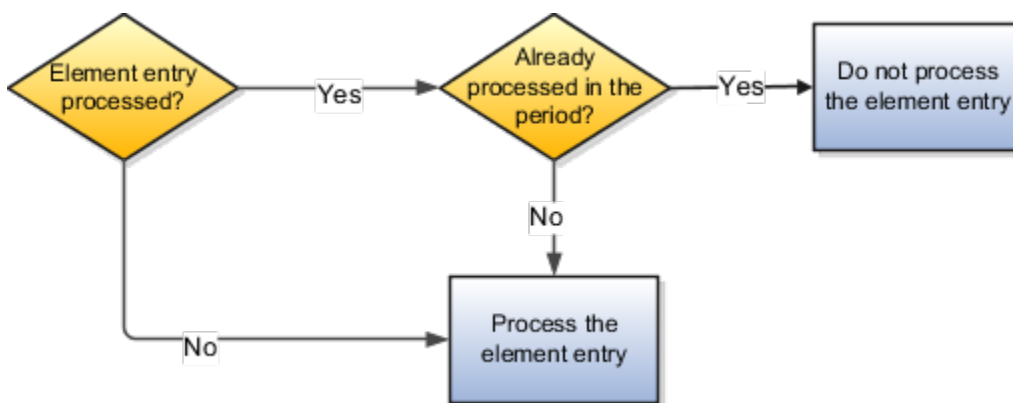 Element entry
processed?
Yes
Already
processed in the
period?
Yes
Do not process
the element entry
No
No
Process the
element entry